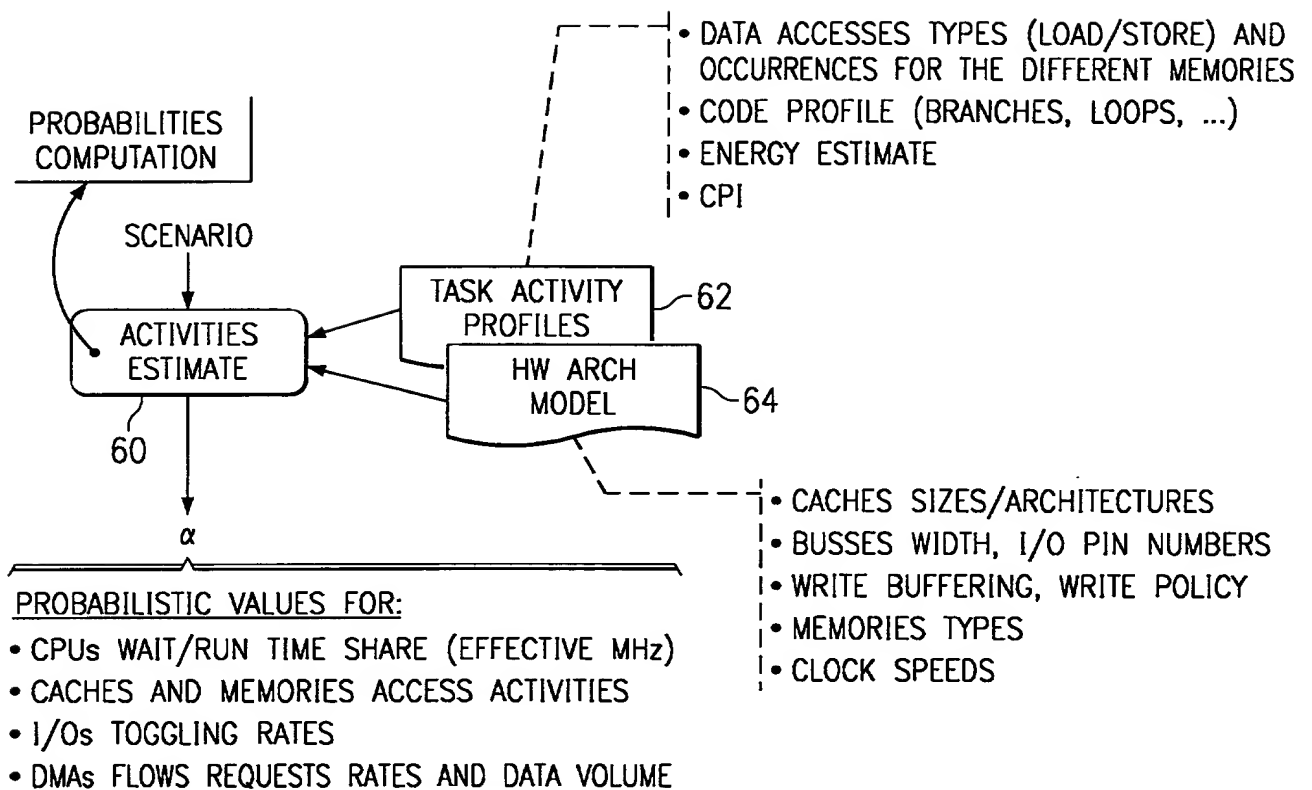 • DATA ACCESSES TYPES (LOAD/STORE) AND
OCCURRENCES FOR THE DIFFERENT MEMORIES
• CODE PROFILE (BRANCHES, LOOPS, ...)
• ENERGY ESTIMATE
• CPI
PROBABILITIES
COMPUTATION
SCENARIO
TASK ACTIVITY
PROFILES
62
ACTIVITIES
ESTIMATE
60
HW ARCH
MODEL
64
• CACHES SIZES/ARCHITECTURES
• BUSSES WIDTH, I/O PIN NUMBERS
• WRITE BUFFERING, WRITE POLICY
• MEMORIES TYPES
• CLOCK SPEEDS
α
PROBABILISTIC VALUES FOR:
• CPUs WAIT/RUN TIME SHARE (EFFECTIVE MHz)
• CACHES AND MEMORIES ACCESS ACTIVITIES
• I/Os TOGGLING RATES
• DMAs FLOWS REQUESTS RATES AND DATA VOLUME